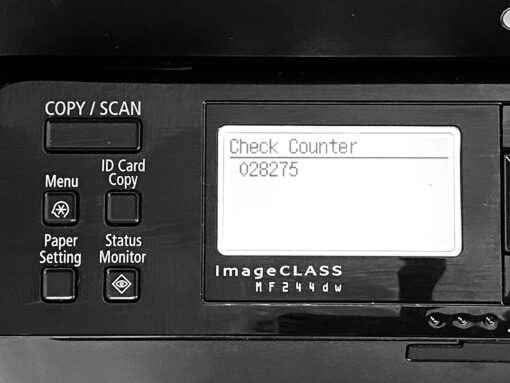 COPY / SCAN
Check Counter
028275
ID Card
Copy
Menu
Paper
Setting
Status
Monitor
imageCLASS
MF244dw